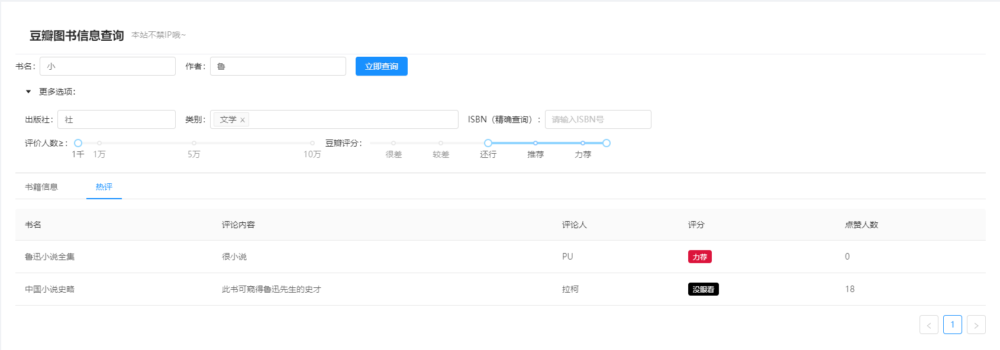 豆瓣图书信息查询 本站不禁IP哦~
书名： 小 作者： 鲁 立即查询
更多选项：
出版社： 社 类别： 文学 × ISBN（精确查询）： 请输入ISBN号
评价人数≥： 豆瓣评分：
1千 1万 5万 10万 很差 较差 还行 推荐 力荐
书籍信息 热评
书名 评论内容 评论人 评分 点赞人数
鲁迅小说全集 很小说 PU 力荐 0
中国小说史略 此书可窥得鲁迅先生的史才 拉柯 没眼看 18
< 1 >